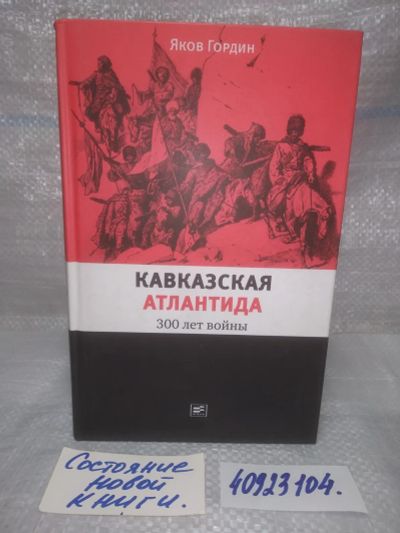 Яков Гордин
КАВКАЗСКАЯ
АТЛАНТИДА
300 лет войны
Состояние
новой
книги.
40923104.